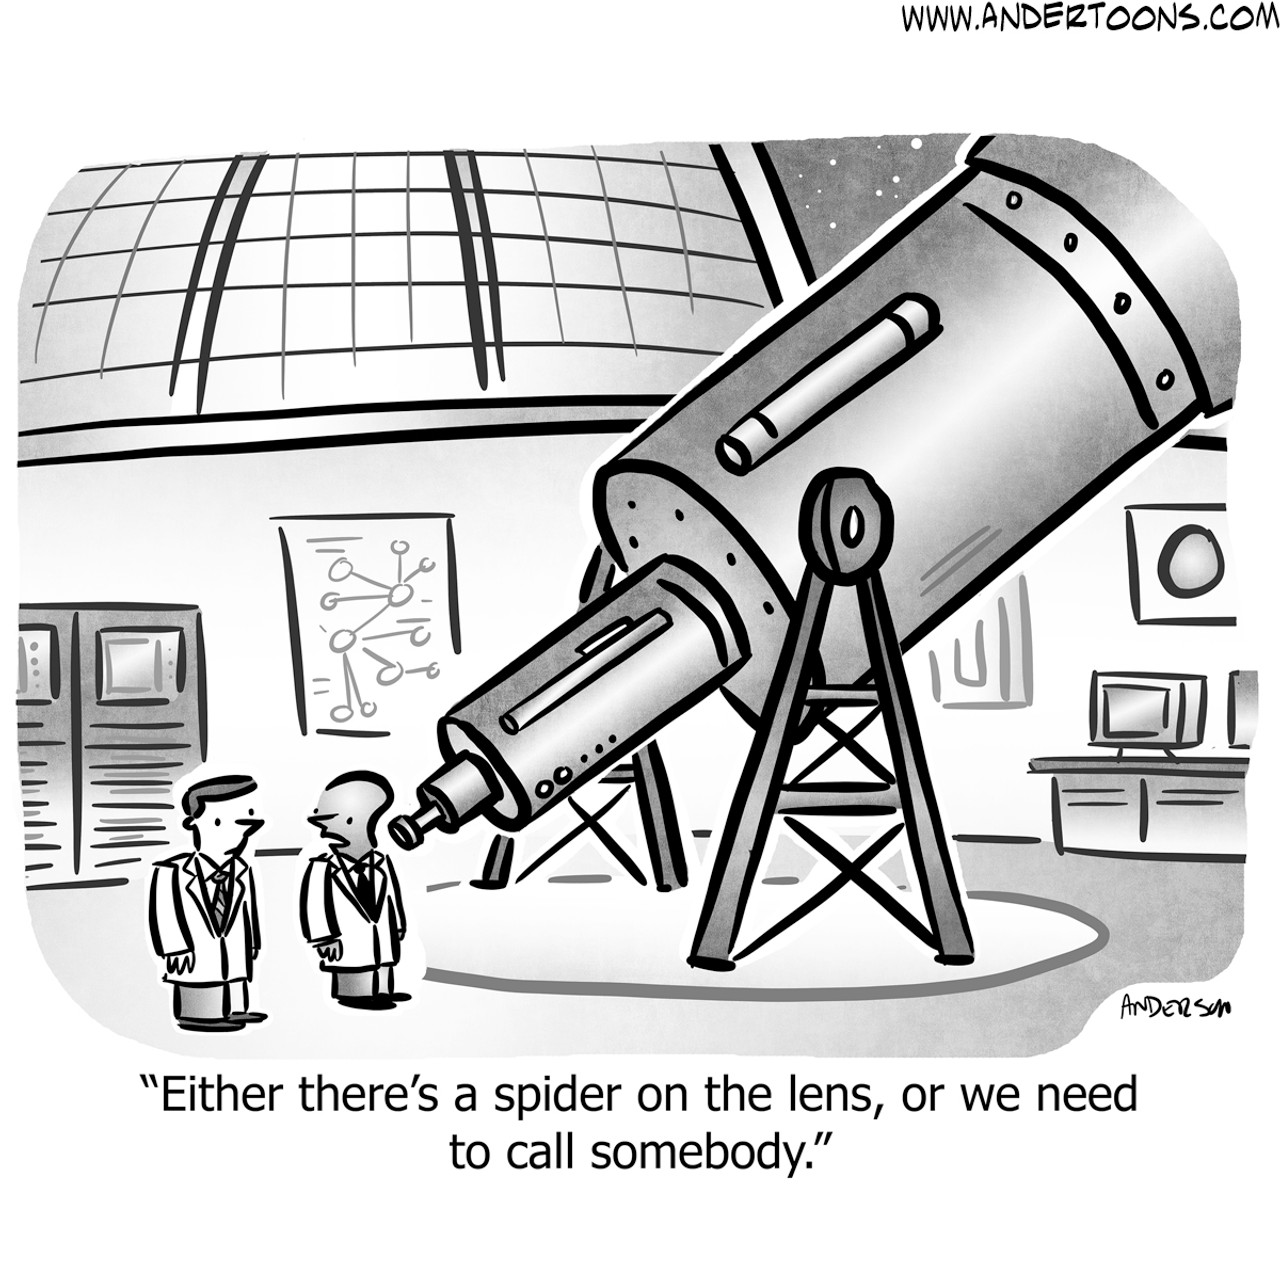 WWW.ANDERTOONS.COM
ANDERSON
“Either there’s a spider on the lens, or we need
to call somebody.”